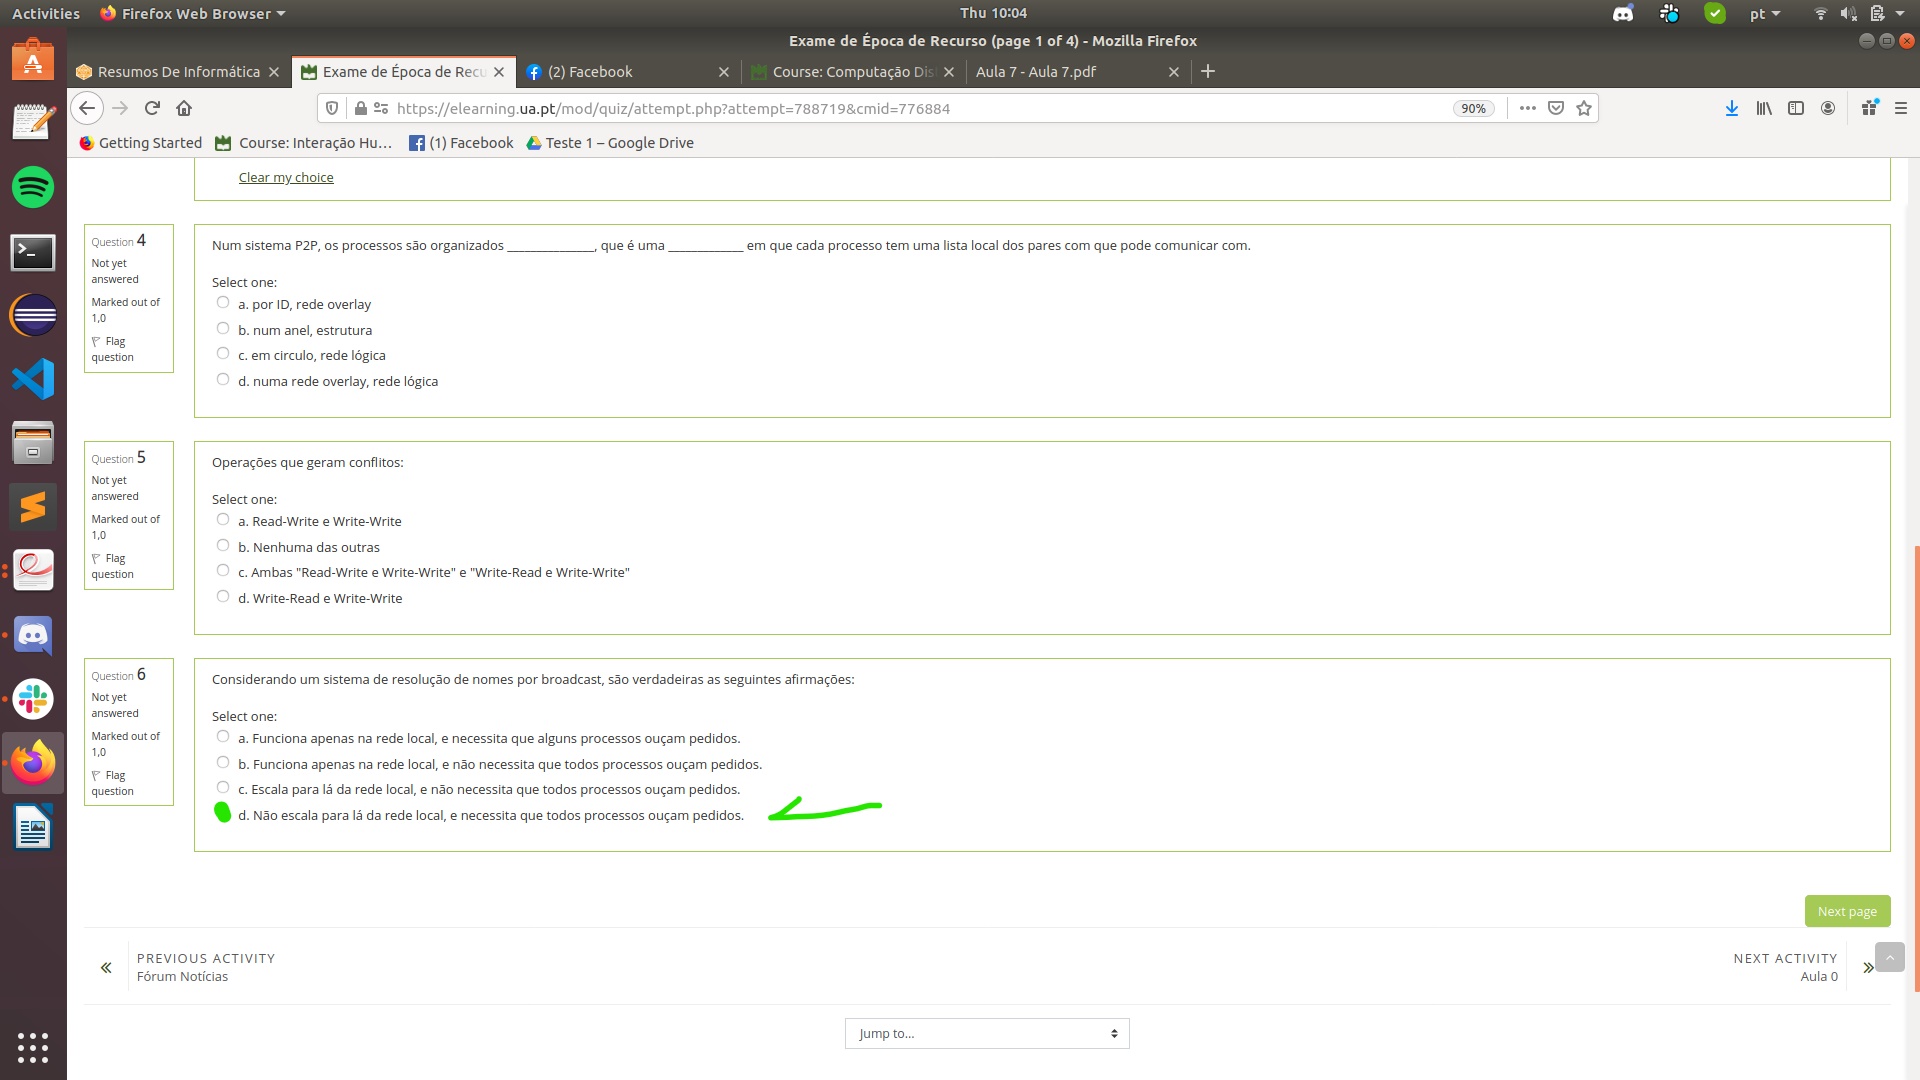 Activities
Firefox Web Browser
Thu 10:04
pt
Exame de Época de Recurso (page 1 of 4) - Mozilla Firefox
Resumos De Informática
Exame de Época de Recu
(2) Facebook
Course: Computação Dis
Aula 7 - Aula 7.pdf
https://elearning.ua.pt/mod/quiz/attempt.php?attempt=788719&cmid=776884
90%
Getting Started
Course: Interação Hu...
(1) Facebook
Teste 1 – Google Drive
Clear my choice
Question 4
Not yet
answered
Marked out of
1,0
Flag
question
Num sistema P2P, os processos são organizados ______________, que é uma ____________ em que cada processo tem uma lista local dos pares com que pode comunicar com.
Select one:
a. por ID, rede overlay
b. num anel, estrutura
c. em circulo, rede lógica
d. numa rede overlay, rede lógica
Question 5
Not yet
answered
Marked out of
1,0
Flag
question
Operações que geram conflitos:
Select one:
a. Read-Write e Write-Write
b. Nenhuma das outras
c. Ambas "Read-Write e Write-Write" e "Write-Read e Write-Write"
d. Write-Read e Write-Write
Question 6
Not yet
answered
Marked out of
1,0
Flag
question
Considerando um sistema de resolução de nomes por broadcast, são verdadeiras as seguintes afirmações:
Select one:
a. Funciona apenas na rede local, e necessita que alguns processos ouçam pedidos.
b. Funciona apenas na rede local, e não necessita que todos processos ouçam pedidos.
c. Escala para lá da rede local, e não necessita que todos processos ouçam pedidos.
d. Não escala para lá da rede local, e necessita que todos processos ouçam pedidos.
Next page
PREVIOUS ACTIVITY
Fórum Notícias
NEXT ACTIVITY
Aula 0
Jump to...